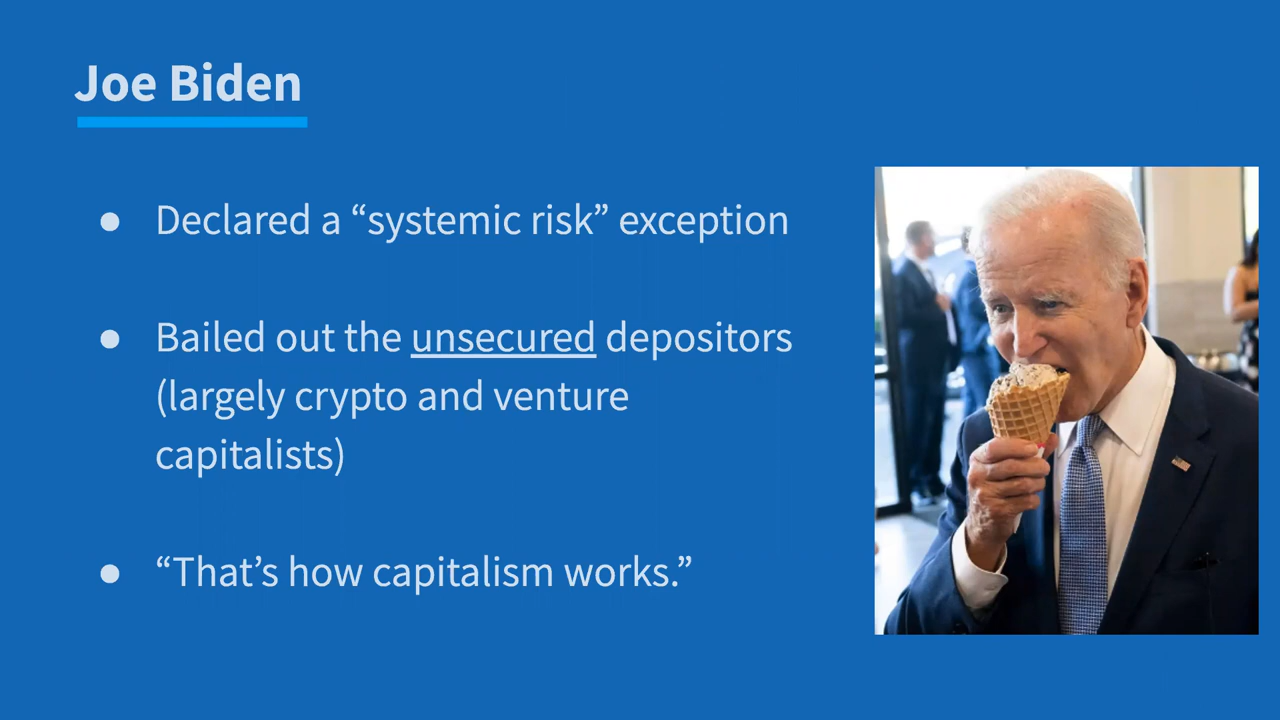 Joe Biden
● Declared a “systemic risk” exception
● Bailed out the unsecured depositors
(largely crypto and venture
capitalists)
● “That’s how capitalism works.”